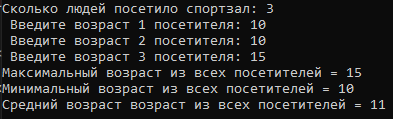 Сколько людей посетило спортзал: 3
Введите возраст 1 посетителя: 10
Введите возраст 2 посетителя: 10
Введите возраст 3 посетителя: 15
Максимальный возраст из всех посетителей = 15
Минимальный возраст из всех посетителей = 10
Средний возраст возраст из всех посетителей = 11